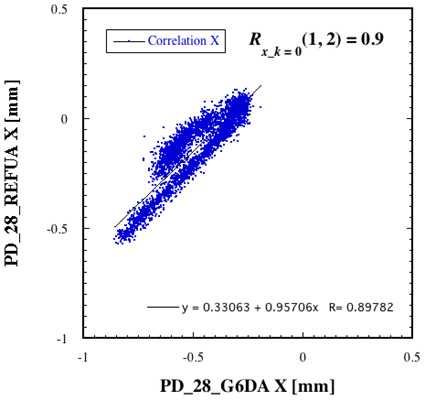 0.5
Correlation X
R x_k = 0 (1, 2) = 0.9
0
PD_28_REFUA X [mm]
-0.5
y = 0.33063 + 0.95706x R= 0.89782
-1
-1 -0.5 0 0.5
PD_28_G6DA X [mm]